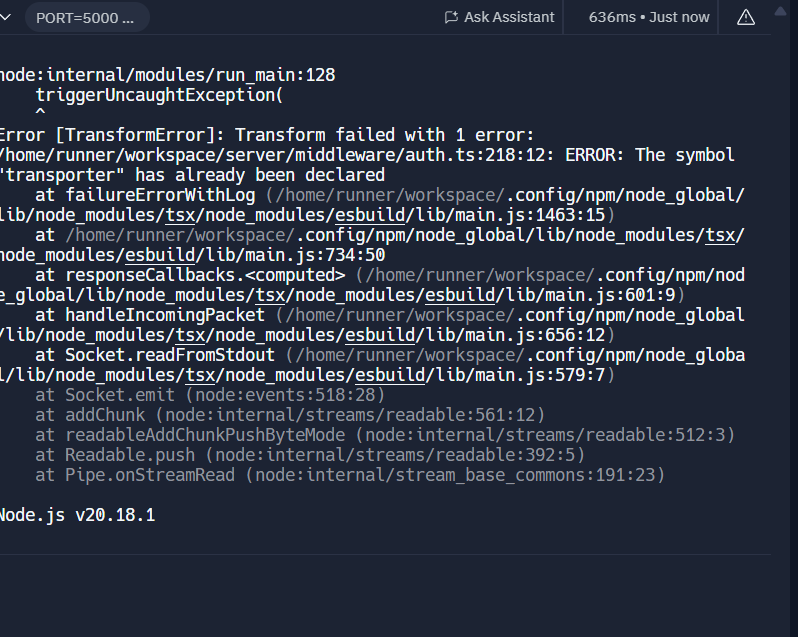 PORT=5000 ...
Ask Assistant
636ms • Just now
node:internal/modules/run_main:128
    triggerUncaughtException(
    ^
Error [TransformError]: Transform failed with 1 error:
/home/runner/workspace/server/middleware/auth.ts:218:12: ERROR: The symbol
"transporter" has already been declared
    at failureErrorWithLog (/home/runner/workspace/.config/npm/node_global/
lib/node_modules/tsx/node_modules/esbuild/lib/main.js:1463:15)
    at /home/runner/workspace/.config/npm/node_global/lib/node_modules/tsx/
node_modules/esbuild/lib/main.js:734:50
    at responseCallbacks.<computed> (/home/runner/workspace/.config/npm/nod
e_global/lib/node_modules/tsx/node_modules/esbuild/lib/main.js:601:9)
    at handleIncomingPacket (/home/runner/workspace/.config/npm/node_global
/lib/node_modules/tsx/node_modules/esbuild/lib/main.js:656:12)
    at Socket.readFromStdout (/home/runner/workspace/.config/npm/node_globa
l/lib/node_modules/tsx/node_modules/esbuild/lib/main.js:579:7)
    at Socket.emit (node:events:518:28)
    at addChunk (node:internal/streams/readable:561:12)
    at readableAddChunkPushByteMode (node:internal/streams/readable:512:3)
    at Readable.push (node:internal/streams/readable:392:5)
    at Pipe.onStreamRead (node:internal/stream_base_commons:191:23)
Node.js v20.18.1